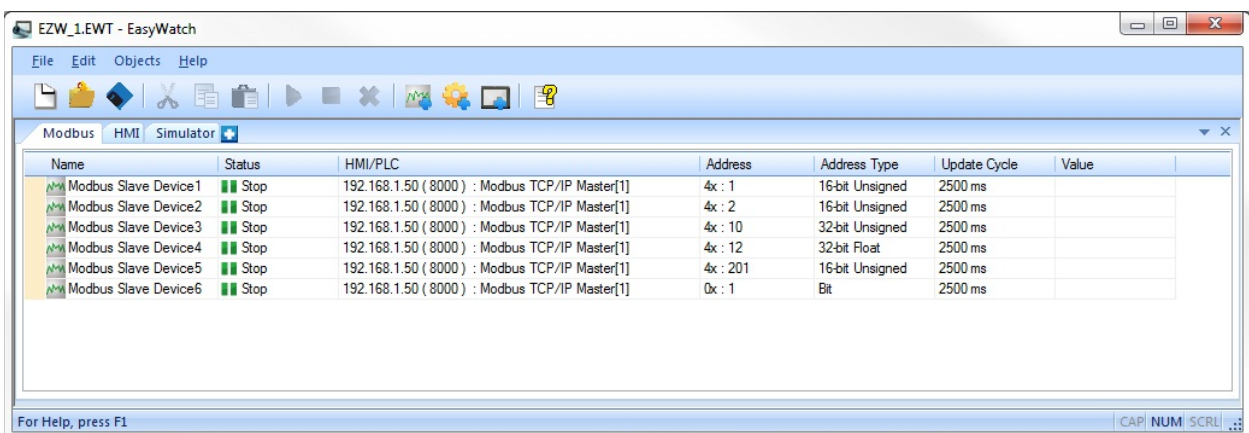 EZW_1.EWT - EasyWatch
File Edit Objects Help
Modbus HMI Simulator
Name Status HMI/PLC Address Address Type Update Cycle Value
Modbus Slave Device1 Stop 192.168.1.50 ( 8000 ) : Modbus TCP/IP Master[1] 4x : 1 16-bit Unsigned 2500 ms
Modbus Slave Device2 Stop 192.168.1.50 ( 8000 ) : Modbus TCP/IP Master[1] 4x : 2 16-bit Unsigned 2500 ms
Modbus Slave Device3 Stop 192.168.1.50 ( 8000 ) : Modbus TCP/IP Master[1] 4x : 10 32-bit Unsigned 2500 ms
Modbus Slave Device4 Stop 192.168.1.50 ( 8000 ) : Modbus TCP/IP Master[1] 4x : 12 32-bit Float 2500 ms
Modbus Slave Device5 Stop 192.168.1.50 ( 8000 ) : Modbus TCP/IP Master[1] 4x : 201 16-bit Unsigned 2500 ms
Modbus Slave Device6 Stop 192.168.1.50 ( 8000 ) : Modbus TCP/IP Master[1] 0x : 1 Bit 2500 ms
For Help, press F1 CAP NUM SCRL